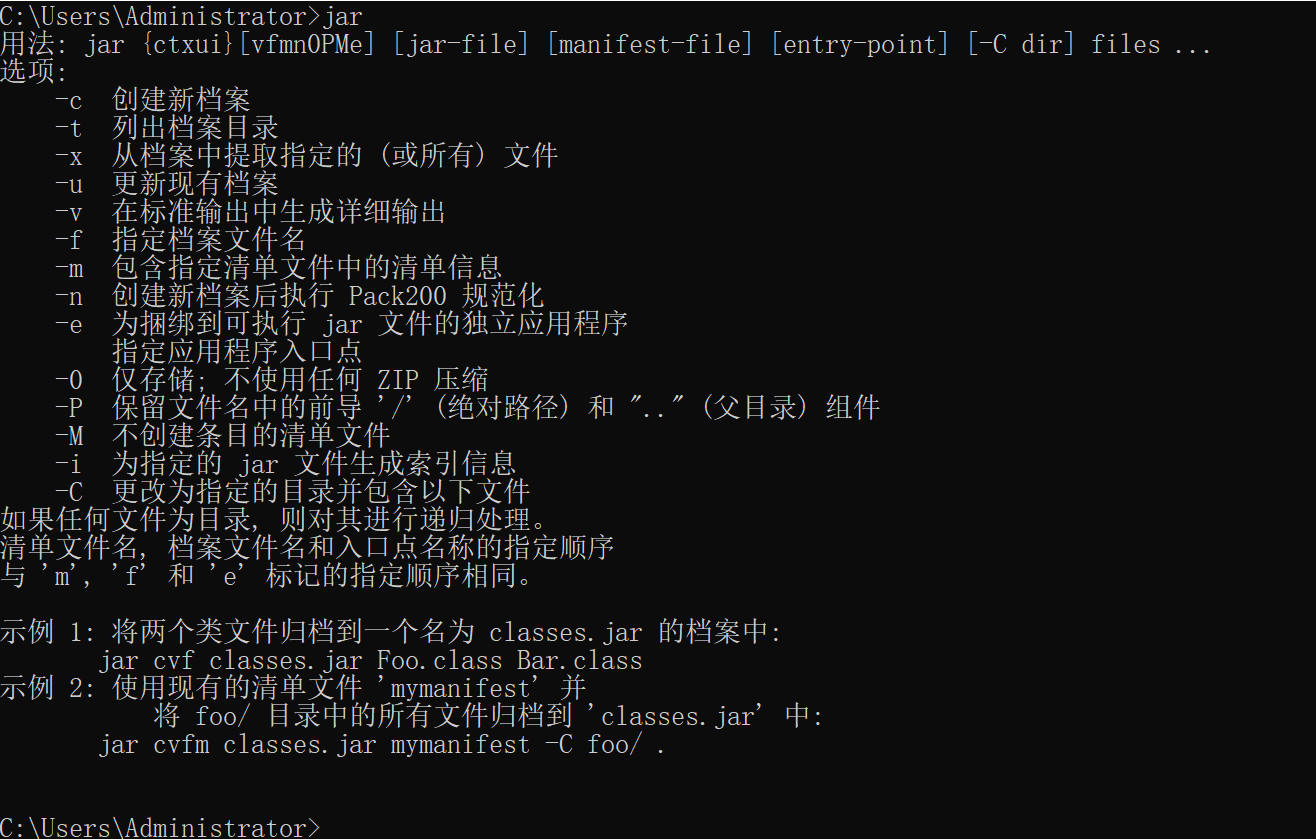 C:\Users\Administrator>jar
用法: jar {ctxui}[vfmn0PMe] [jar-file] [manifest-file] [entry-point] [-C dir] files ...
选项:
    -c  创建新档案
    -t  列出档案目录
    -x  从档案中提取指定的 (或所有) 文件
    -u  更新现有档案
    -v  在标准输出中生成详细输出
    -f  指定档案文件名
    -m  包含指定清单文件中的清单信息
    -n  创建新档案后执行 Pack200 规范化
    -e  为捆绑到可执行 jar 文件的独立应用程序
        指定应用程序入口点
    -0  仅存储; 不使用任何 ZIP 压缩
    -P  保留文件名中的前导 '/' (绝对路径) 和 ".." (父目录) 组件
    -M  不创建条目的清单文件
    -i  为指定的 jar 文件生成索引信息
    -C  更改为指定的目录并包含以下文件
如果任何文件为目录, 则对其进行递归处理。
清单文件名, 档案文件名和入口点名称的指定顺序
与 'm', 'f' 和 'e' 标记的指定顺序相同。
示例 1: 将两个类文件归档到一个名为 classes.jar 的档案中:
       jar cvf classes.jar Foo.class Bar.class
示例 2: 使用现有的清单文件 'mymanifest' 并
           将 foo/ 目录中的所有文件归档到 'classes.jar' 中:
       jar cvfm classes.jar mymanifest -C foo/ .
C:\Users\Administrator>